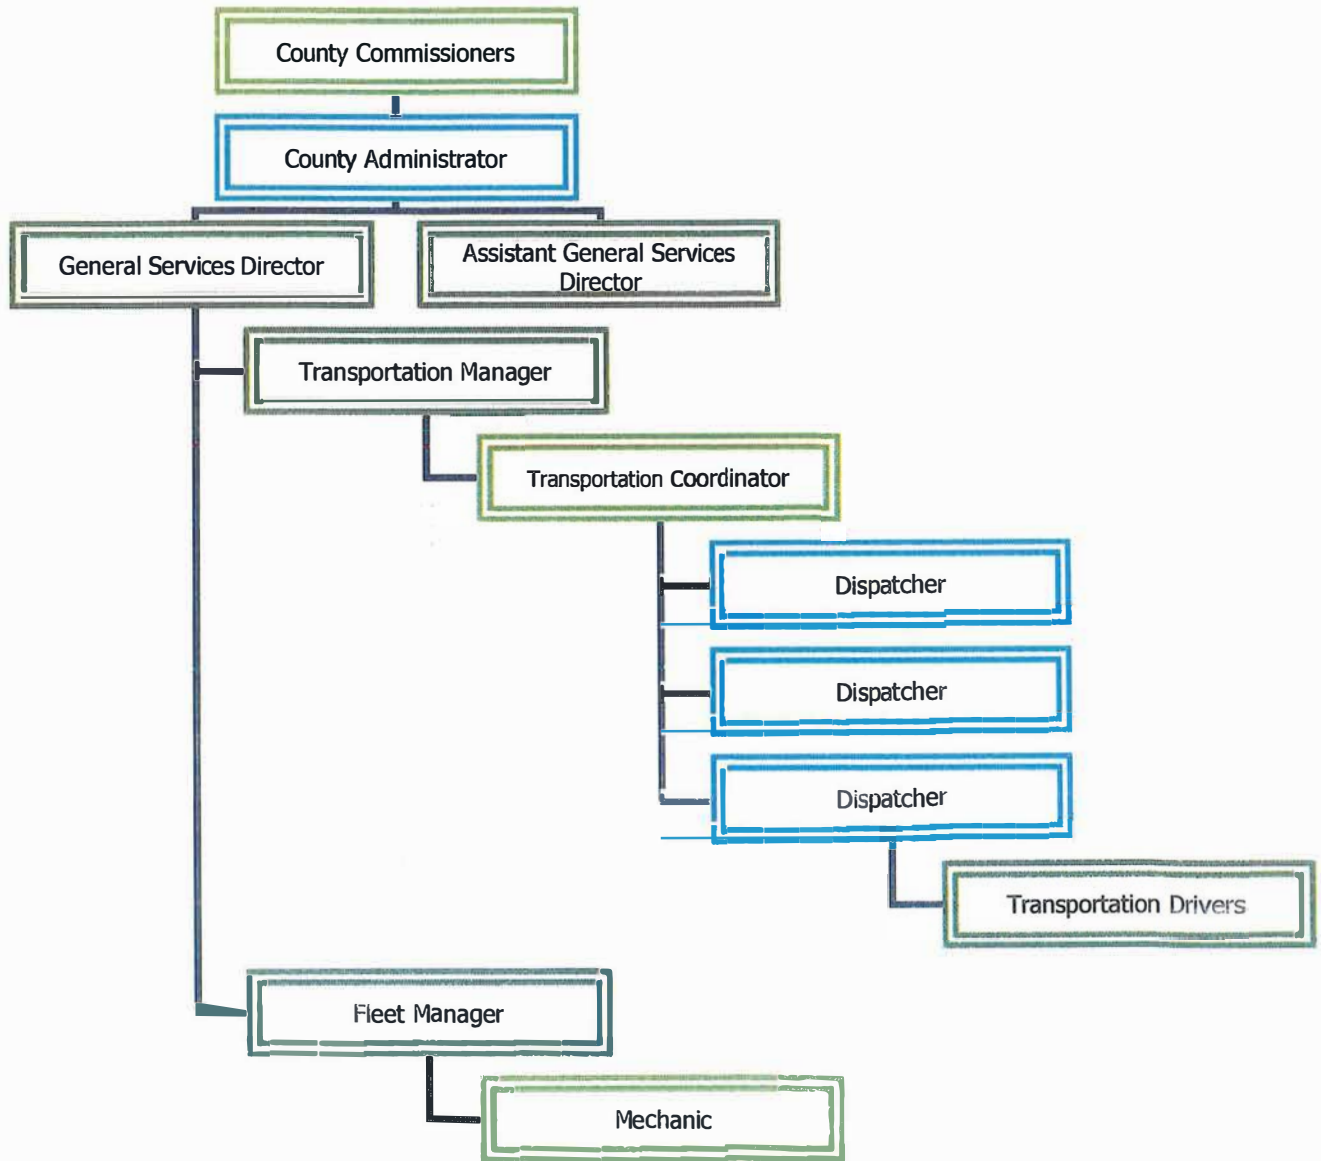 County Commissioners
County Administrator
General Services Director
Assistant General Services
Director
Transportation Manager
Transportation Coordinator
Dispatcher
Dispatcher
Dispatcher
Transportation Drivers
Fleet Manager
Mechanic